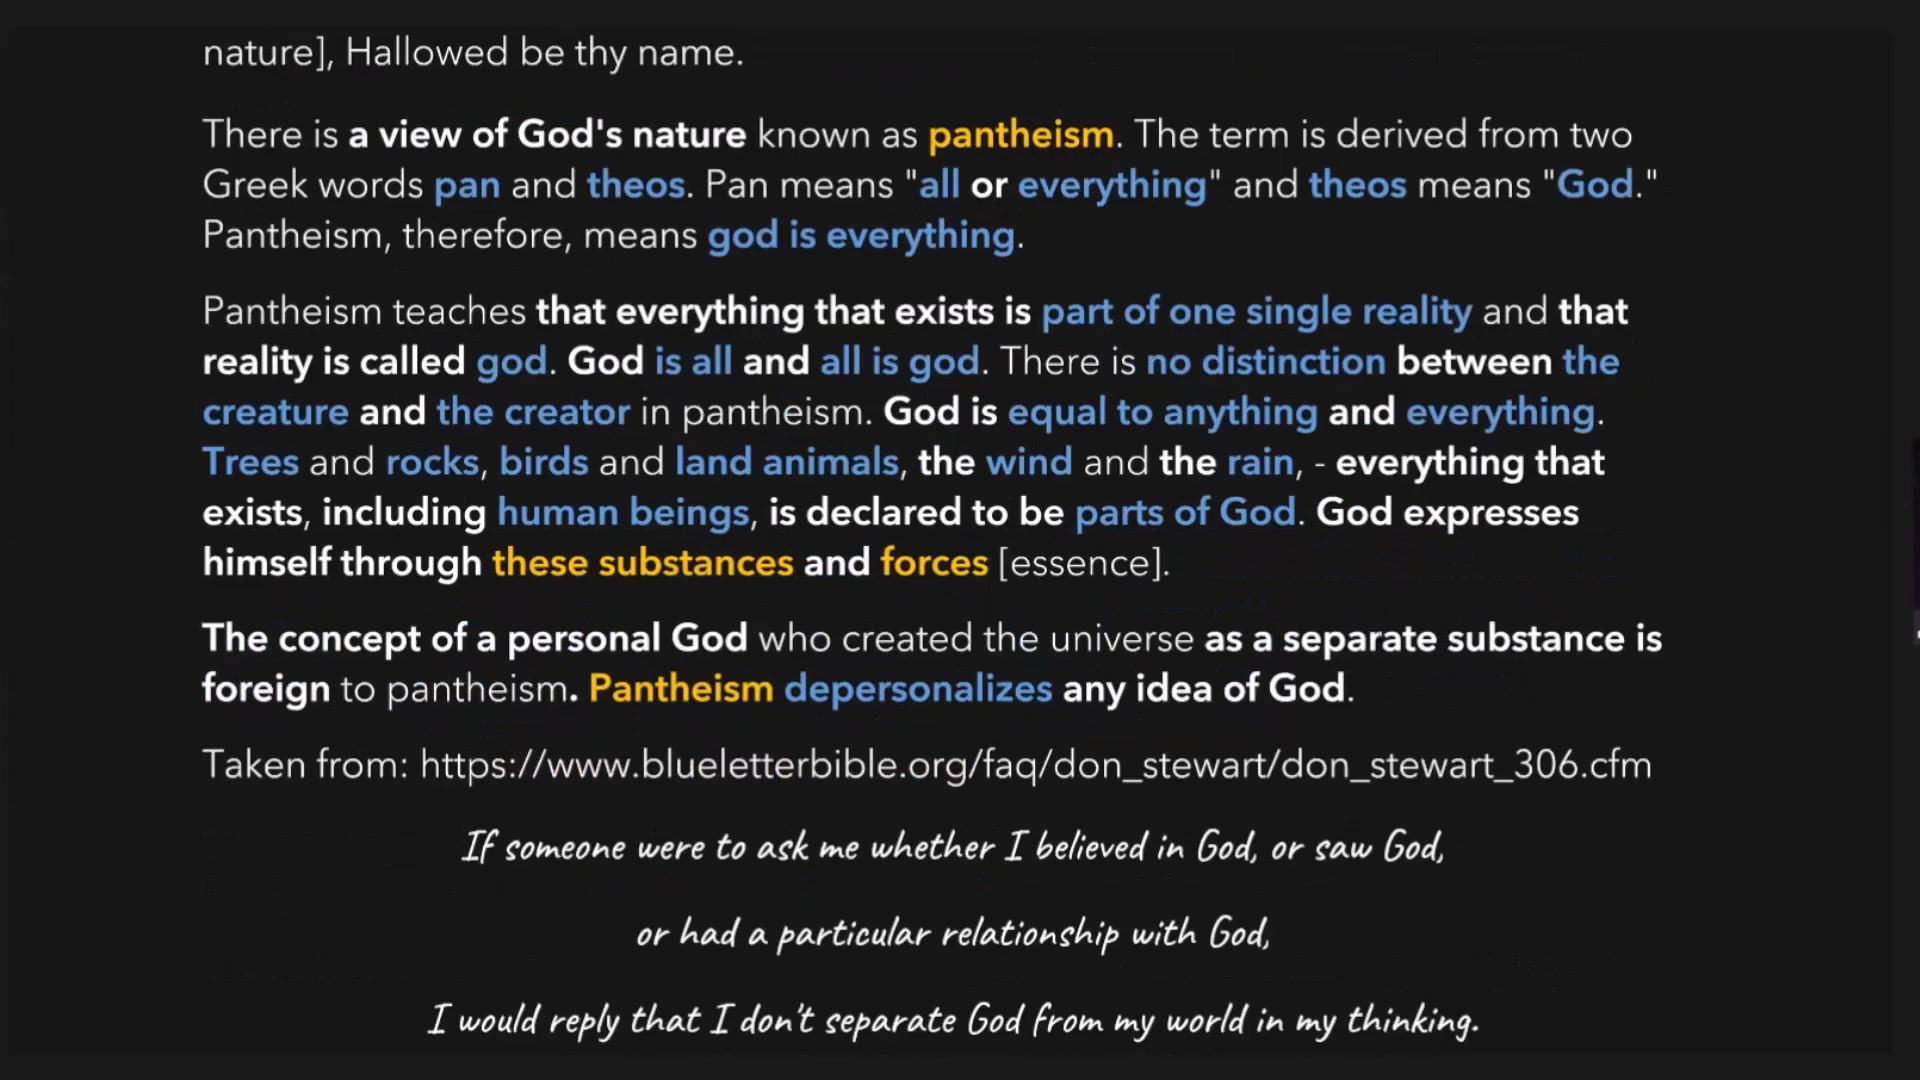 nature], Hallowed be thy name.
There is a view of God's nature known as pantheism. The term is derived from two
Greek words pan and theos. Pan means "all or everything" and theos means "God."
Pantheism, therefore, means god is everything.
Pantheism teaches that everything that exists is part of one single reality and that
reality is called god. God is all and all is god. There is no distinction between the
creature and the creator in pantheism. God is equal to anything and everything.
Trees and rocks, birds and land animals, the wind and the rain, - everything that
exists, including human beings, is declared to be parts of God. God expresses
himself through these substances and forces [essence].
The concept of a personal God who created the universe as a separate substance is
foreign to pantheism. Pantheism depersonalizes any idea of God.
Taken from: https://www.blueletterbible.org/faq/don_stewart/don_stewart_306.cfm
If someone were to ask me whether I believed in God, or saw God,
or had a particular relationship with God,
I would reply that I don't separate God from my world in my thinking.